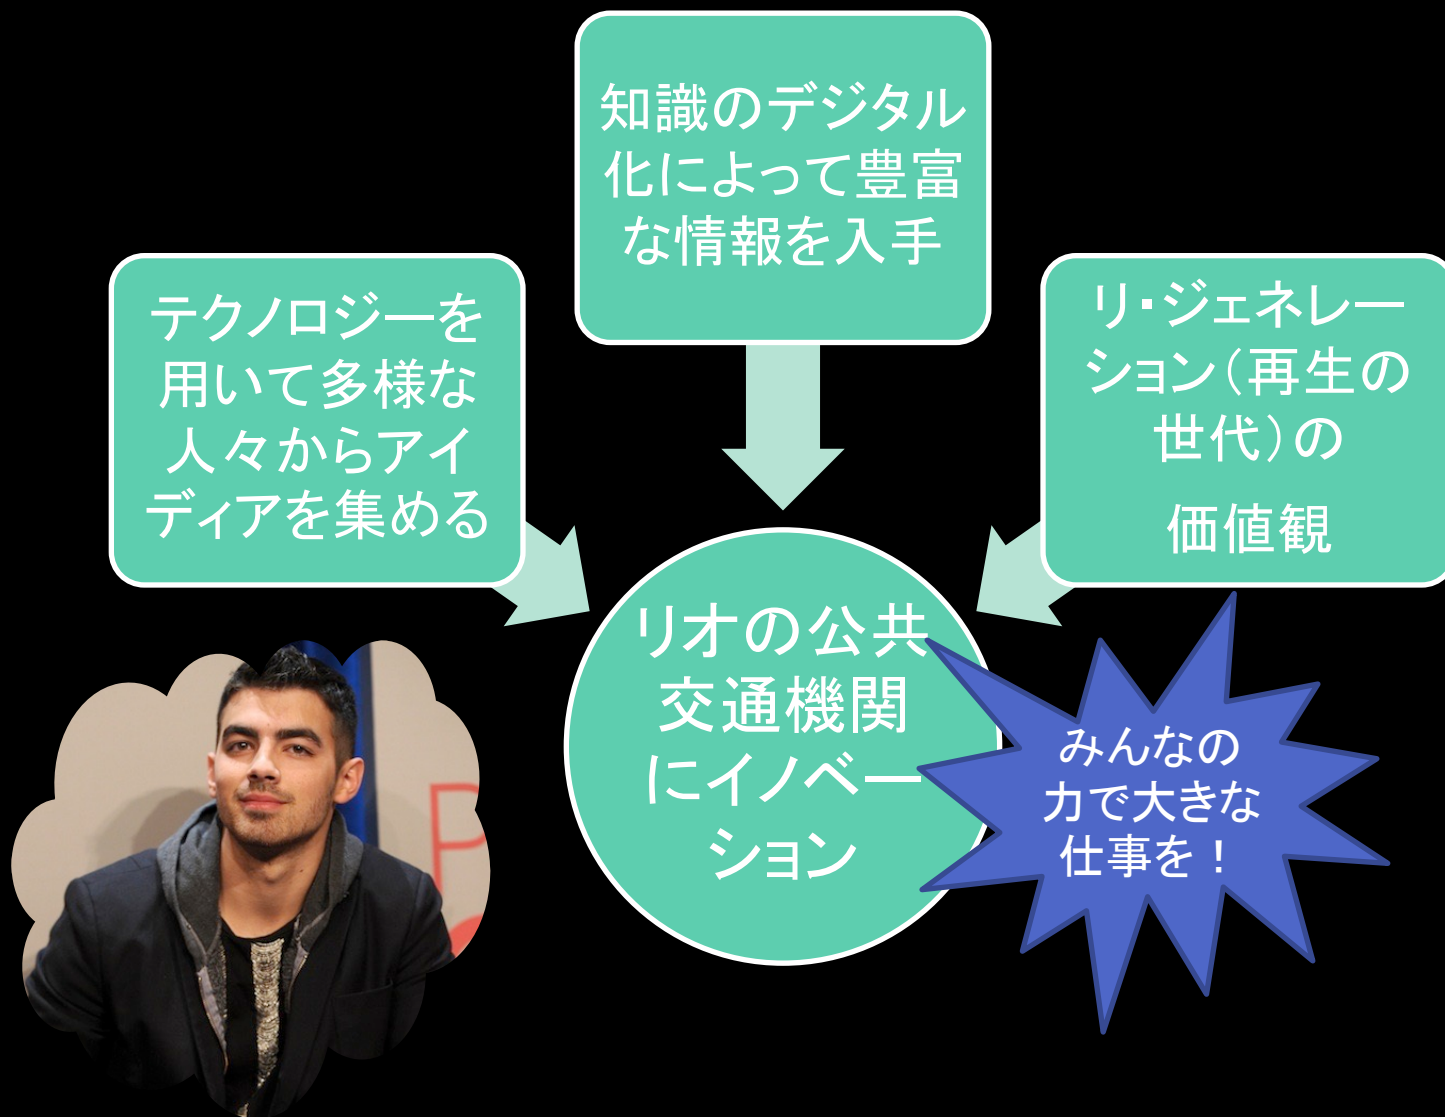 知識のデジタル
化によって豊富
な情報を入手
テクノロジーを
用いて多様な
人々からアイ
ディアを集める
リ・ジェネレー
ション（再生の
世代）の
価値観
リオの公共
交通機関
にイノベー
ション
みんなの
力で大きな
仕事を！
P